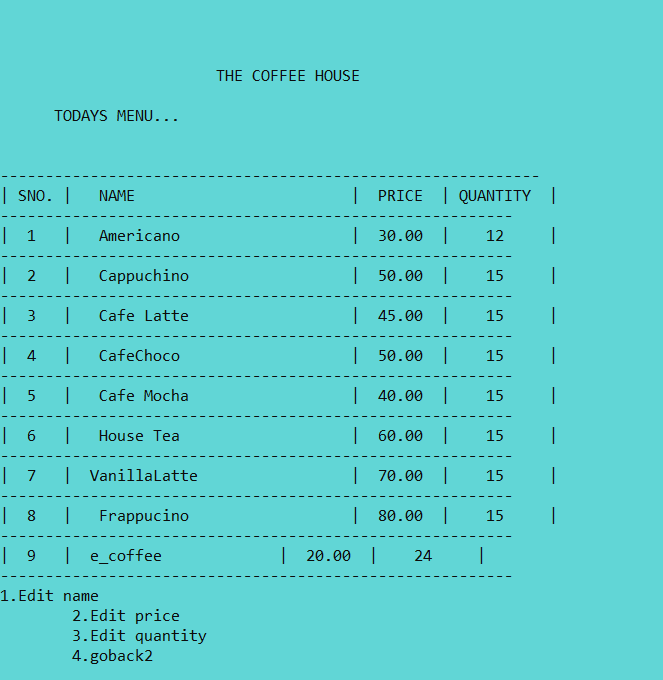 THE COFFEE HOUSE
TODAYS MENU...
------------------------------------------------------------
| SNO. |   NAME                        |  PRICE  | QUANTITY  |
---------------------------------------------------------
|  1   |   Americano                   |  30.00  |    12     |
---------------------------------------------------------
|  2   |   Cappuchino                  |  50.00  |    15     |
---------------------------------------------------------
|  3   |   Cafe Latte                  |  45.00  |    15     |
---------------------------------------------------------
|  4   |   CafeChoco                   |  50.00  |    15     |
---------------------------------------------------------
|  5   |   Cafe Mocha                  |  40.00  |    15     |
---------------------------------------------------------
|  6   |   House Tea                   |  60.00  |    15     |
---------------------------------------------------------
|  7   |  VanillaLatte                 |  70.00  |    15     |
---------------------------------------------------------
|  8   |   Frappucino                  |  80.00  |    15     |
---------------------------------------------------------
|  9   |  e_coffee             |  20.00  |    24     |
---------------------------------------------------------
1.Edit name
2.Edit price
3.Edit quantity
4.goback2